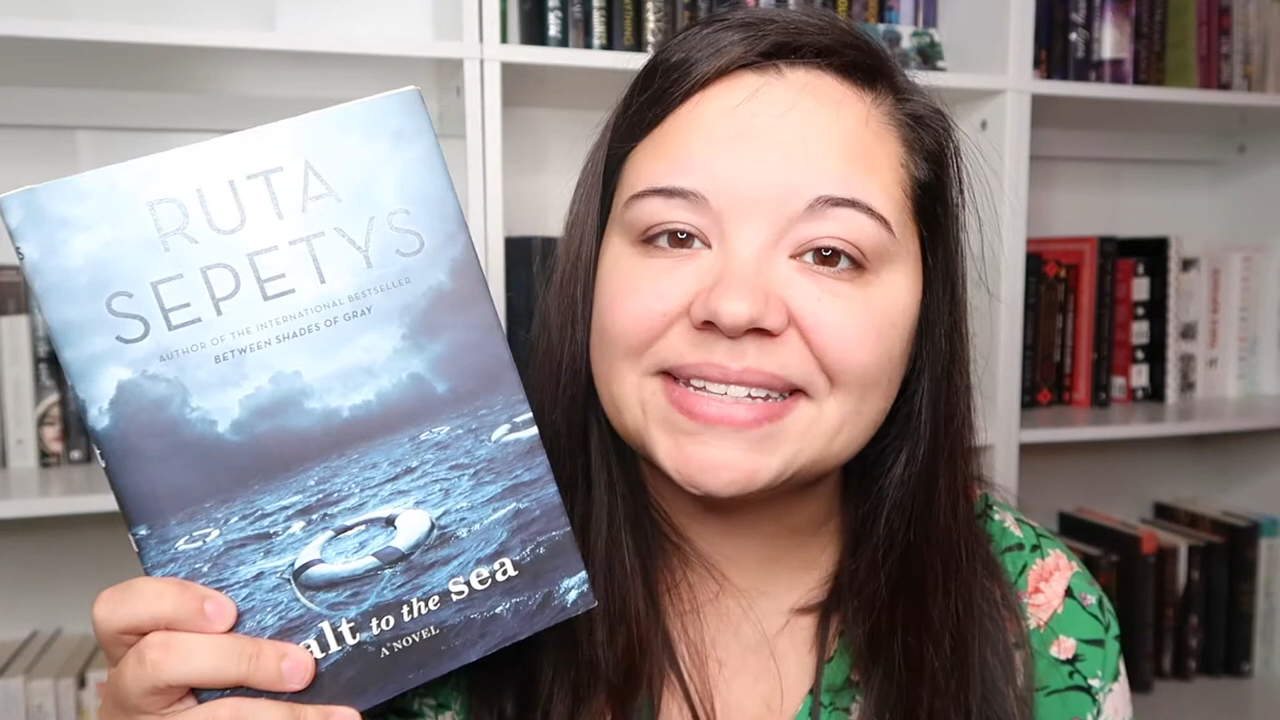 RUTA
SEPETYS
AUTHOR OF THE INTERNATIONAL BESTSELLER
BETWEEN SHADES OF GRAY
alt to the sea
A NOVEL